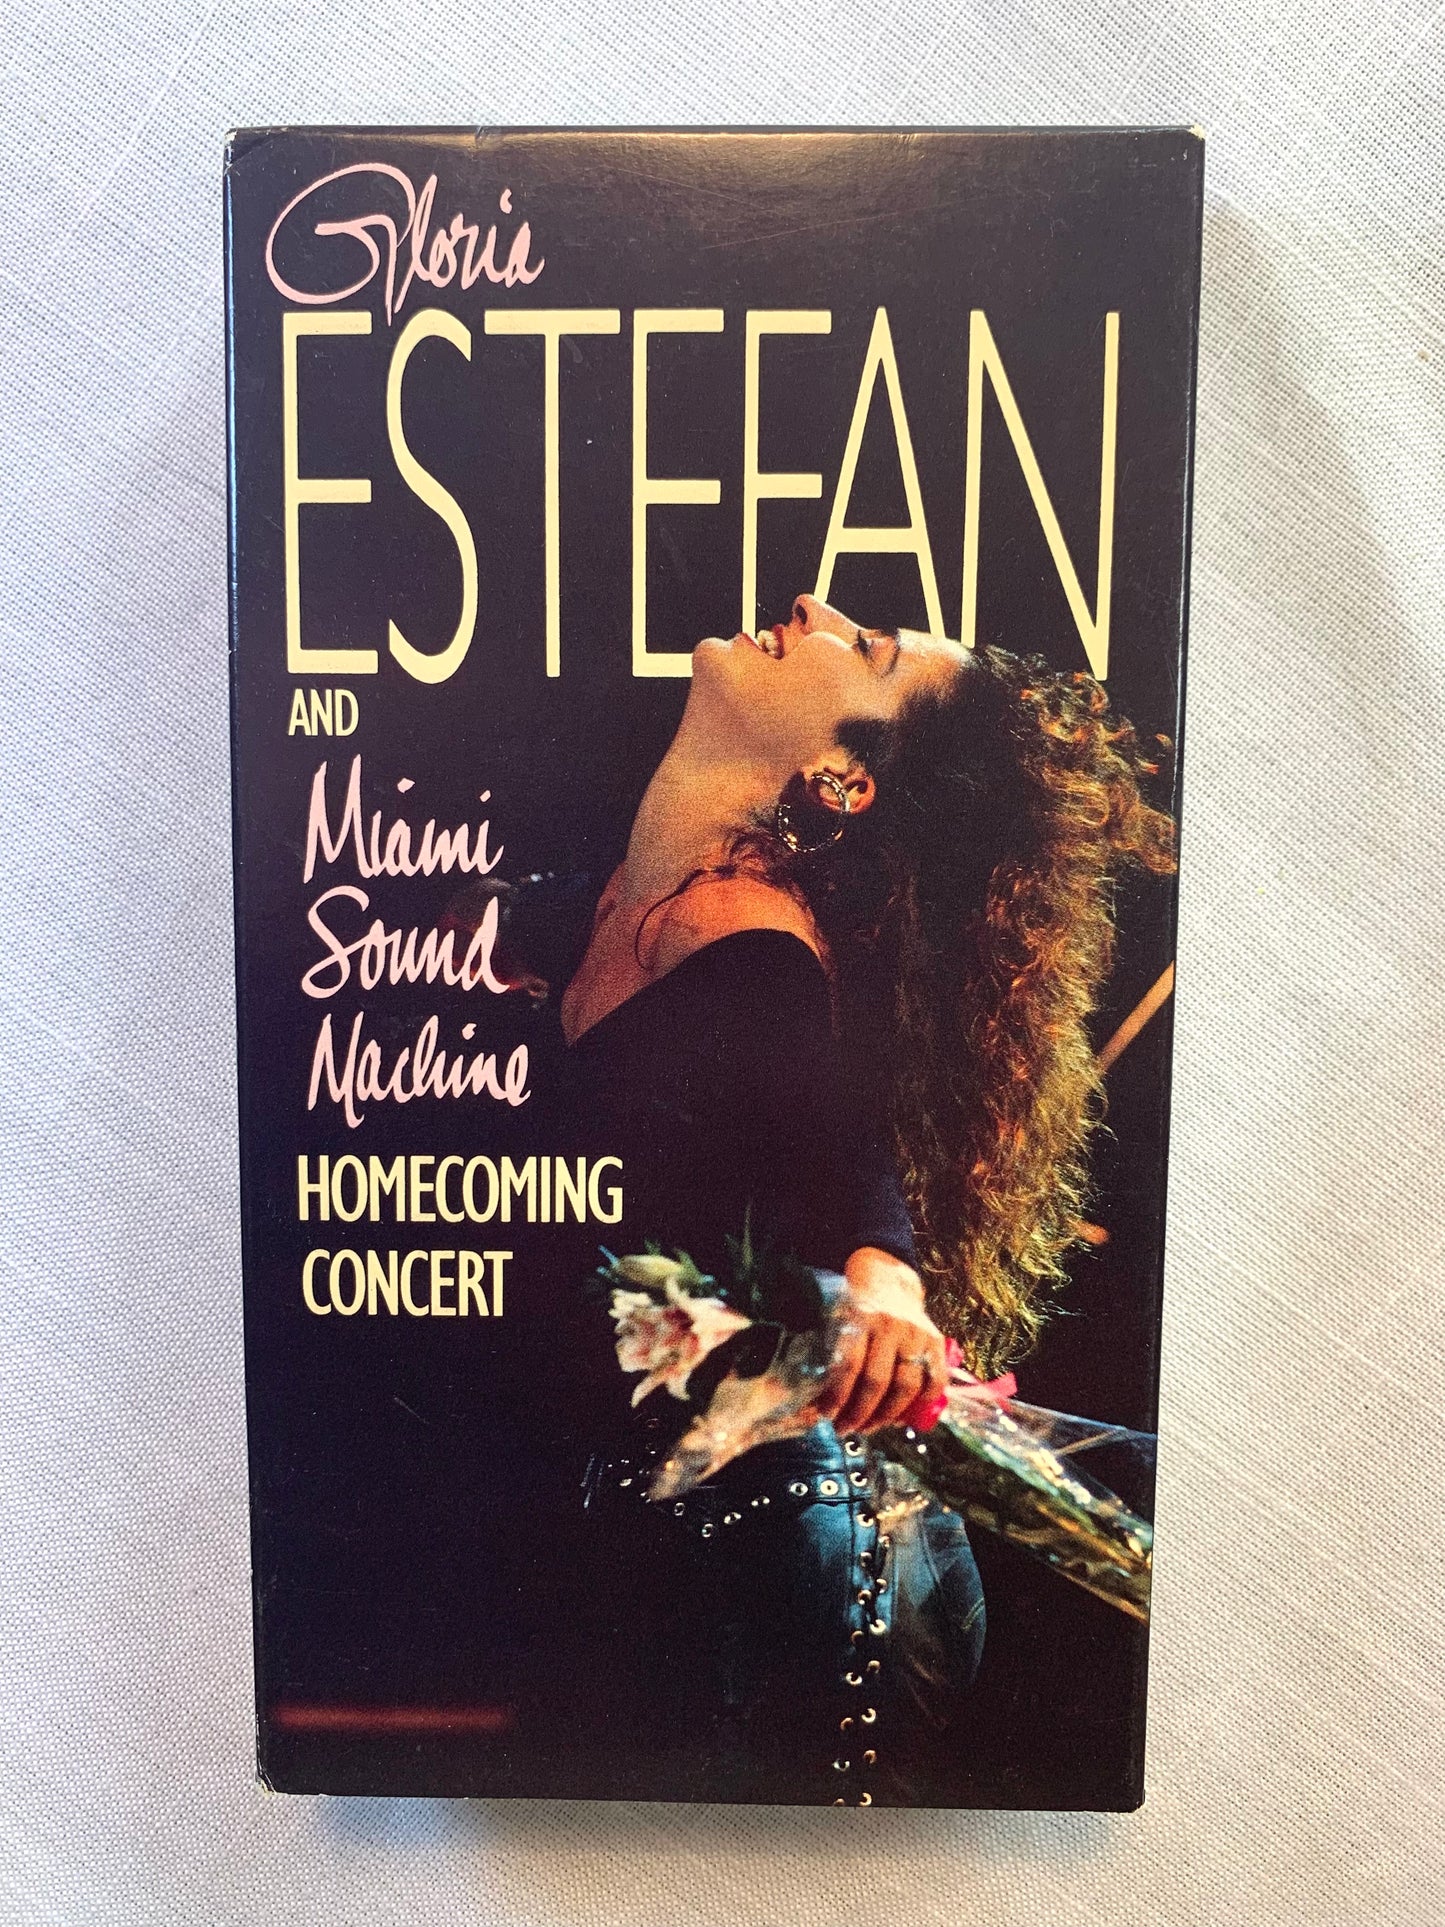 Gloria
ESTEFAN
AND
Miami
Sound
Machine
HOMECOMING
CONCERT